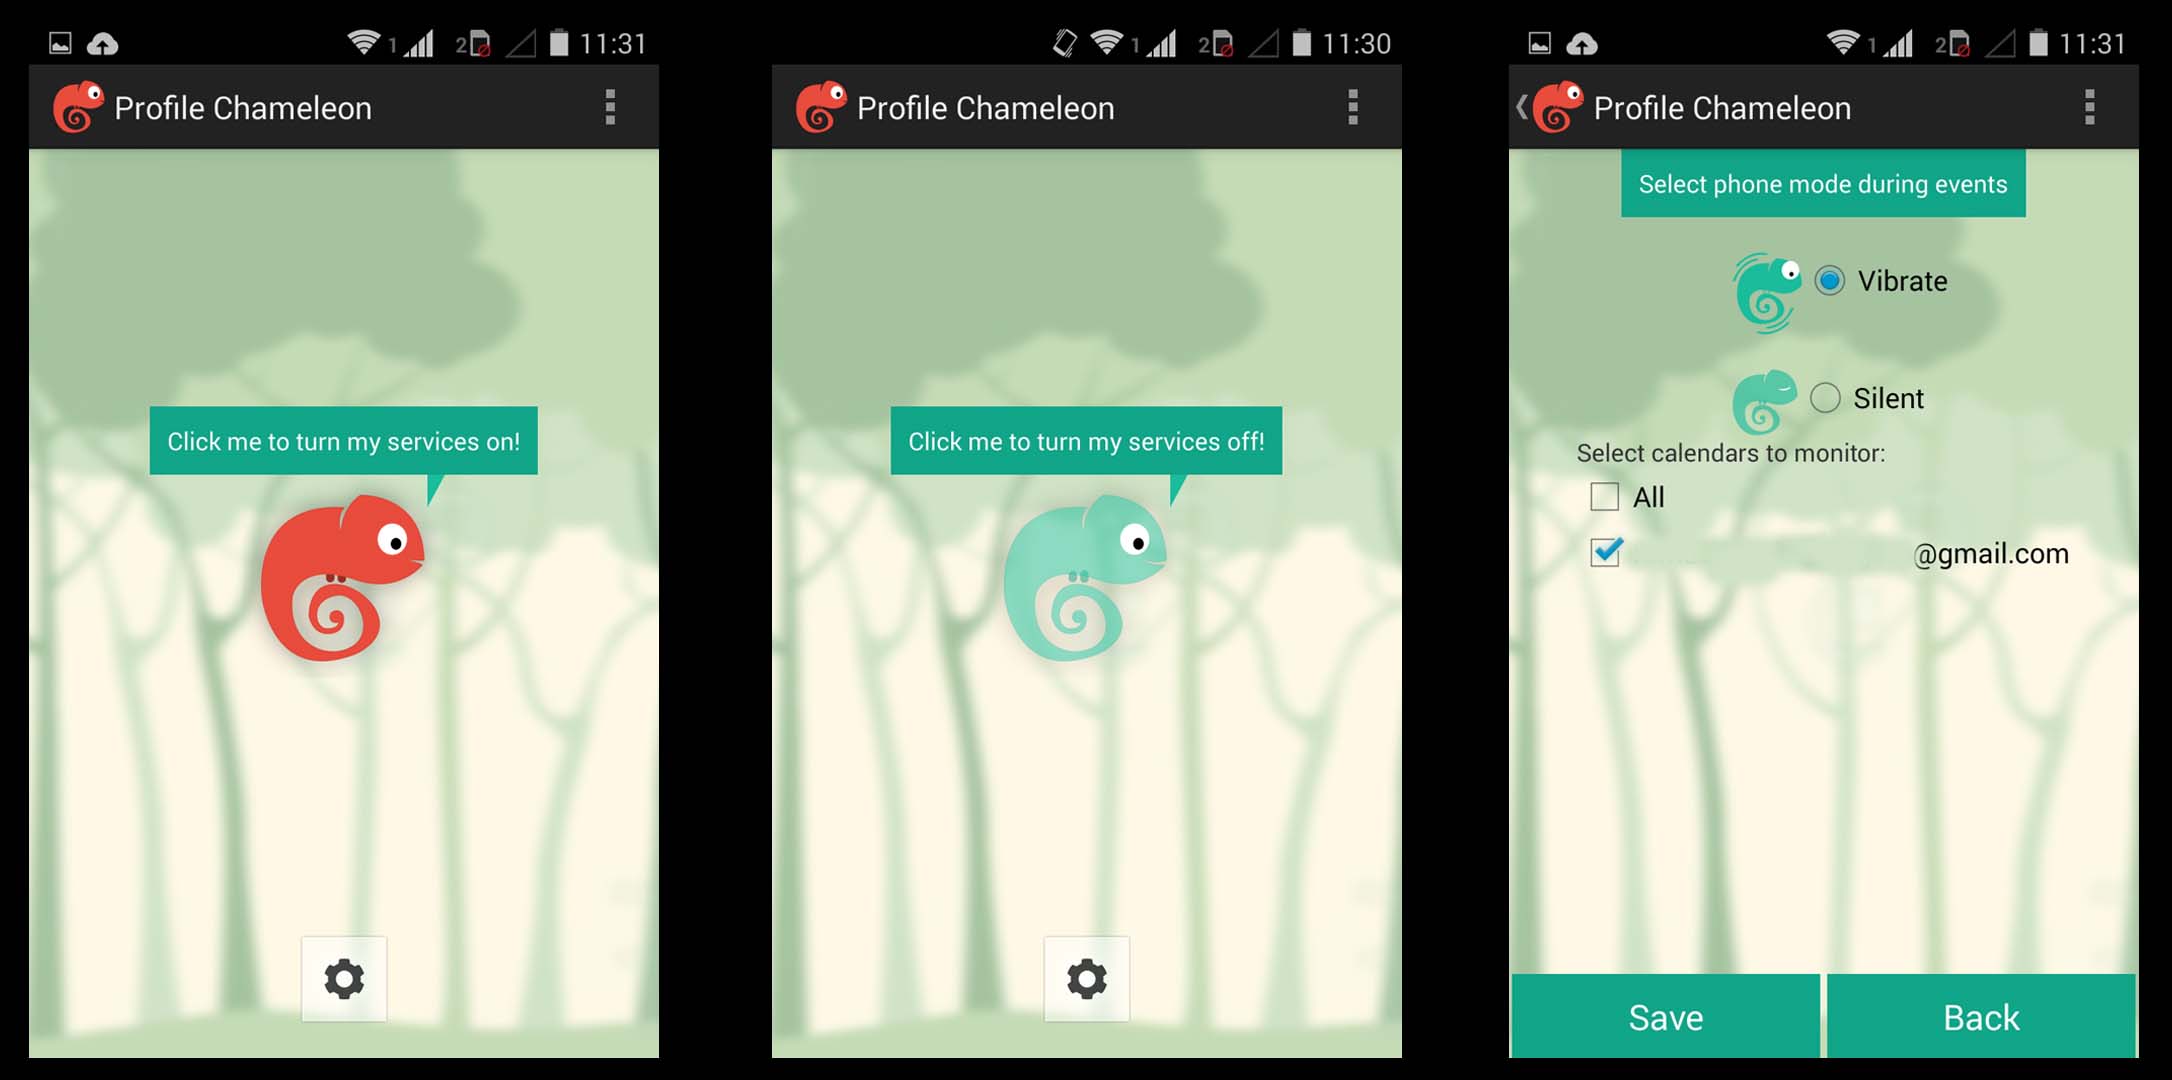 1 2 11:31
Profile Chameleon
Click me to turn my services on!
1 2 11:30
Profile Chameleon
Click me to turn my services off!
1 2 11:31
Profile Chameleon
Select phone mode during events
Vibrate
Silent
Select calendars to monitor:
All
@gmail.com
Save Back